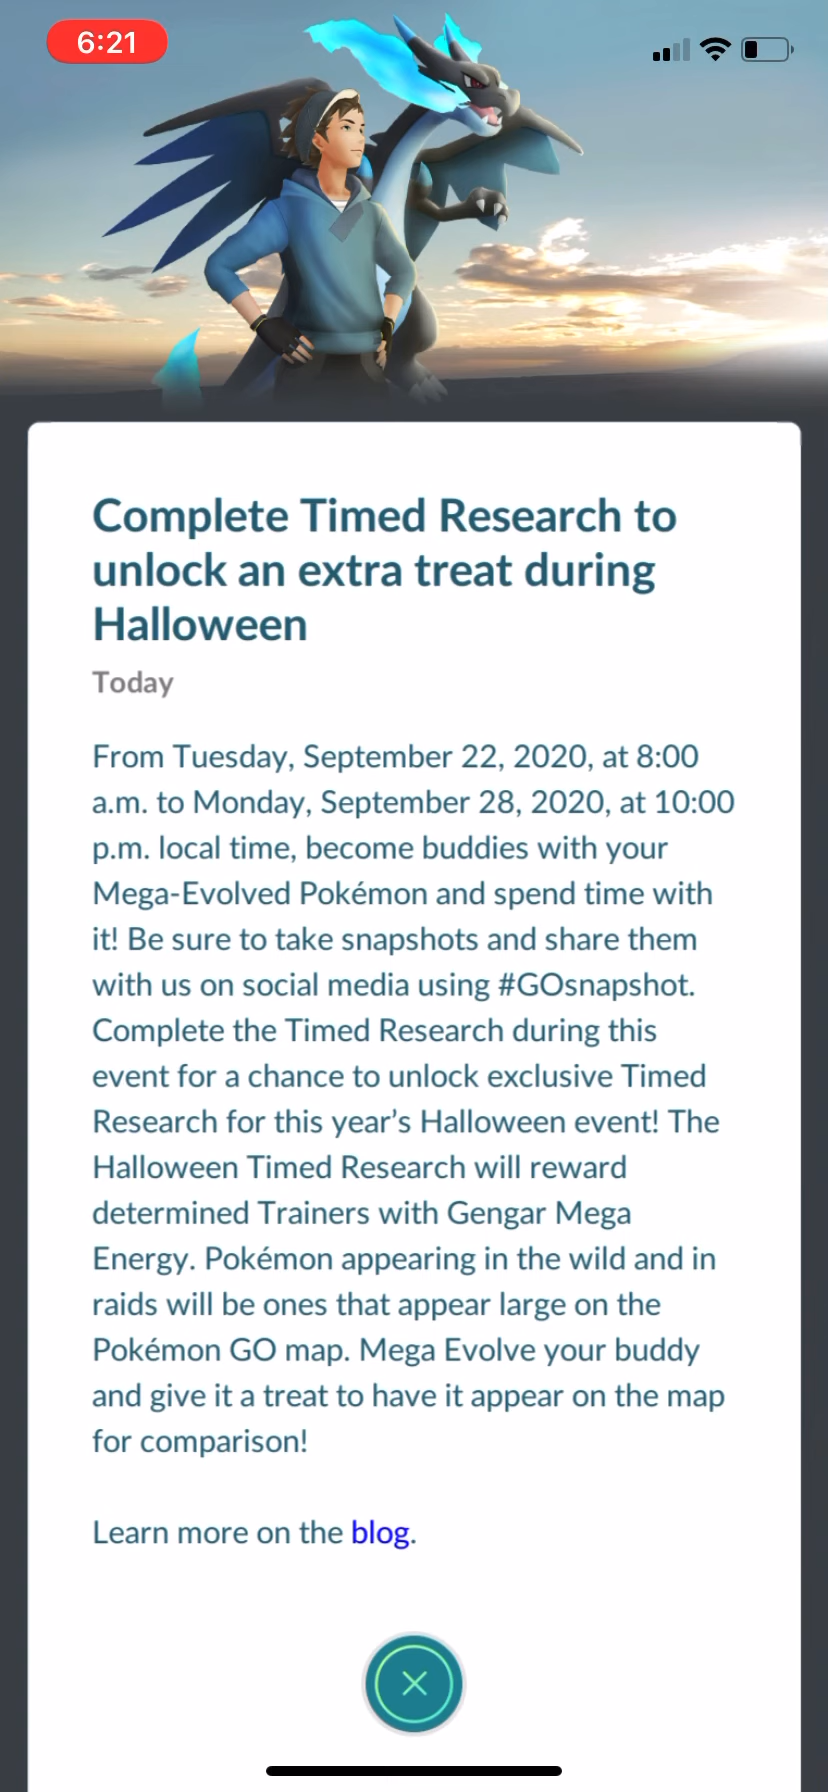 6:21
Complete Timed Research to
unlock an extra treat during
Halloween
Today
From Tuesday, September 22, 2020, at 8:00
a.m. to Monday, September 28, 2020, at 10:00
p.m. local time, become buddies with your
Mega-Evolved Pokémon and spend time with
it! Be sure to take snapshots and share them
with us on social media using #GOsnapshot.
Complete the Timed Research during this
event for a chance to unlock exclusive Timed
Research for this year’s Halloween event! The
Halloween Timed Research will reward
determined Trainers with Gengar Mega
Energy. Pokémon appearing in the wild and in
raids will be ones that appear large on the
Pokémon GO map. Mega Evolve your buddy
and give it a treat to have it appear on the map
for comparison!
Learn more on the blog.